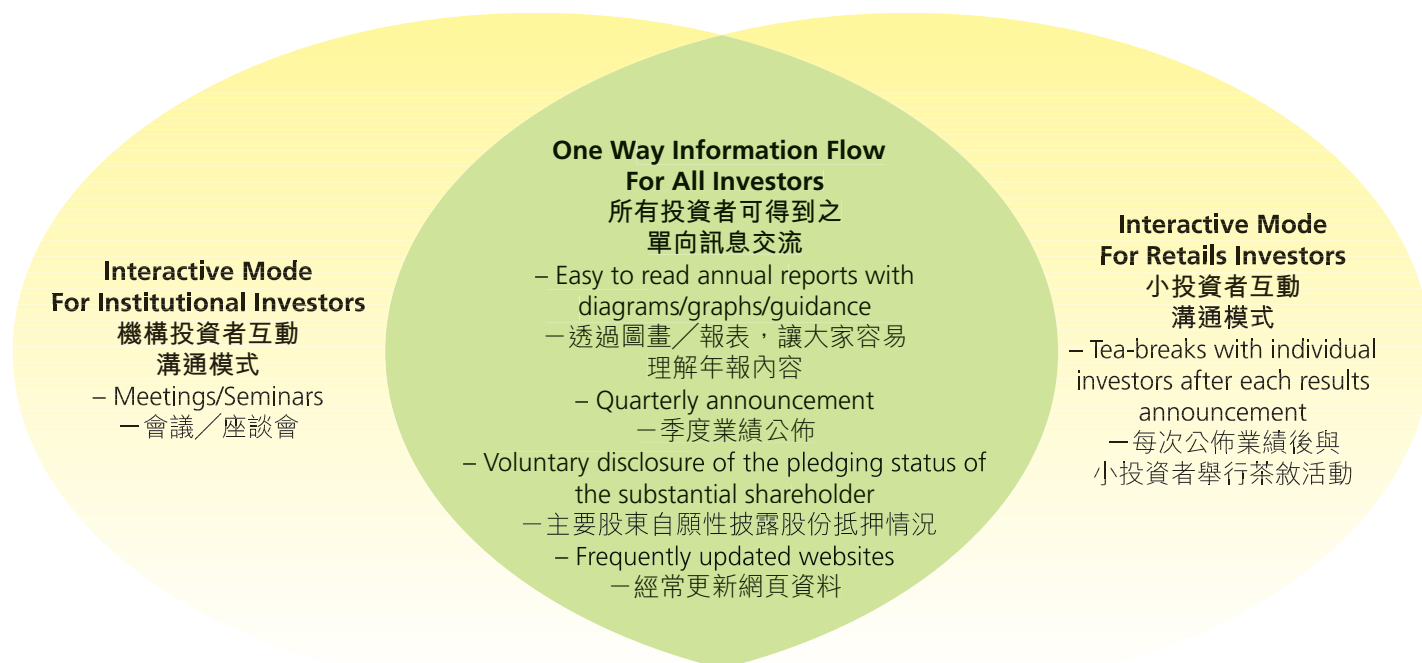 Interactive Mode
For Institutional Investors
機構投資者互動
溝通模式
– Meetings/Seminars
－會議／座談會
One Way Information Flow
For All Investors
所有投資者可得到之
單向訊息交流
– Easy to read annual reports with
diagrams/graphs/guidance
－透過圖畫／報表，讓大家容易
理解年報內容
– Quarterly announcement
－季度業績公佈
– Voluntary disclosure of the pledging status of
the substantial shareholder
－主要股東自願性披露股份抵押情況
– Frequently updated websites
－經常更新網頁資料
Interactive Mode
For Retails Investors
小投資者互動
溝通模式
– Tea-breaks with individual
investors after each results
announcement
－每次公佈業績後與
小投資者舉行茶敘活動